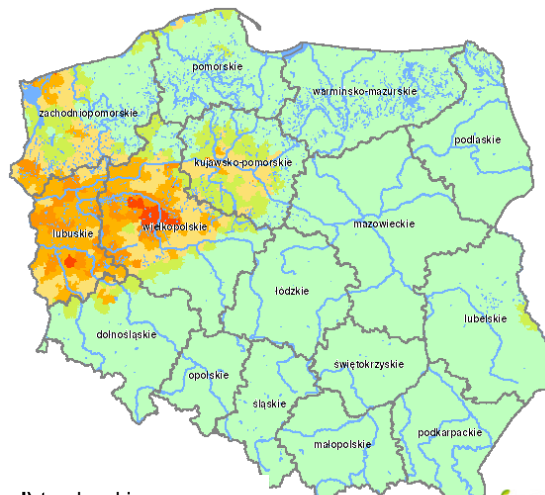 pomorskie
warmińsko-mazurskie
zachodniopomorskie
podlaskie
kujawsko-pomorskie
wielkopolskie
mazowieckie
lubuskie
łódzkie
lubelskie
dolnośląskie
świętokrzyskie
opolskie
śląskie
podkarpackie
małopolskie